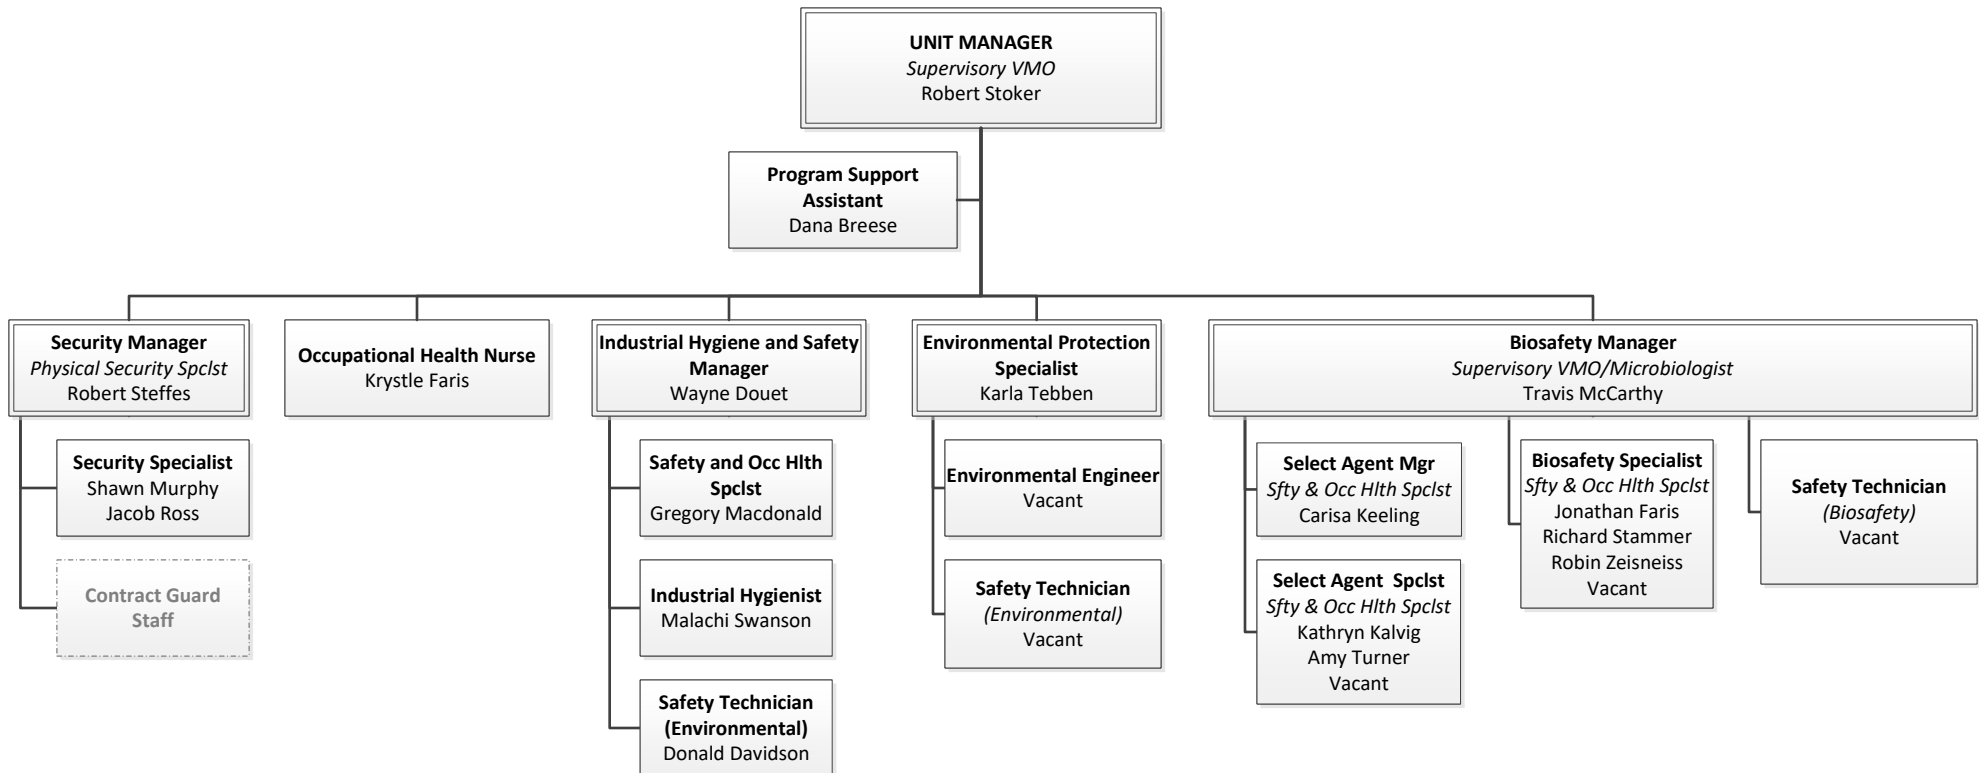 UNIT MANAGER
Supervisory VMO
Robert Stoker
Program Support
Assistant
Dana Breese
Security Manager
Physical Security Spclst
Robert Steffes
Occupational Health Nurse
Krystle Faris
Industrial Hygiene and Safety
Manager
Wayne Douet
Environmental Protection
Specialist
Karla Tebben
Biosafety Manager
Supervisory VMO/Microbiologist
Travis McCarthy
Security Specialist
Shawn Murphy
Jacob Ross
Contract Guard
Staff
Safety and Occ Hlth
Spclst
Gregory Macdonald
Industrial Hygienist
Malachi Swanson
Safety Technician
(Environmental)
Donald Davidson
Environmental Engineer
Vacant
Safety Technician
(Environmental)
Vacant
Select Agent Mgr
Sfty & Occ Hlth Spclst
Carisa Keeling
Select Agent  Spclst
Sfty & Occ Hlth Spclst
Kathryn Kalvig
Amy Turner
Vacant
Biosafety Specialist
Sfty & Occ Hlth Spclst
Jonathan Faris
Richard Stammer
Robin Zeisneiss
Vacant
Safety Technician
(Biosafety)
Vacant